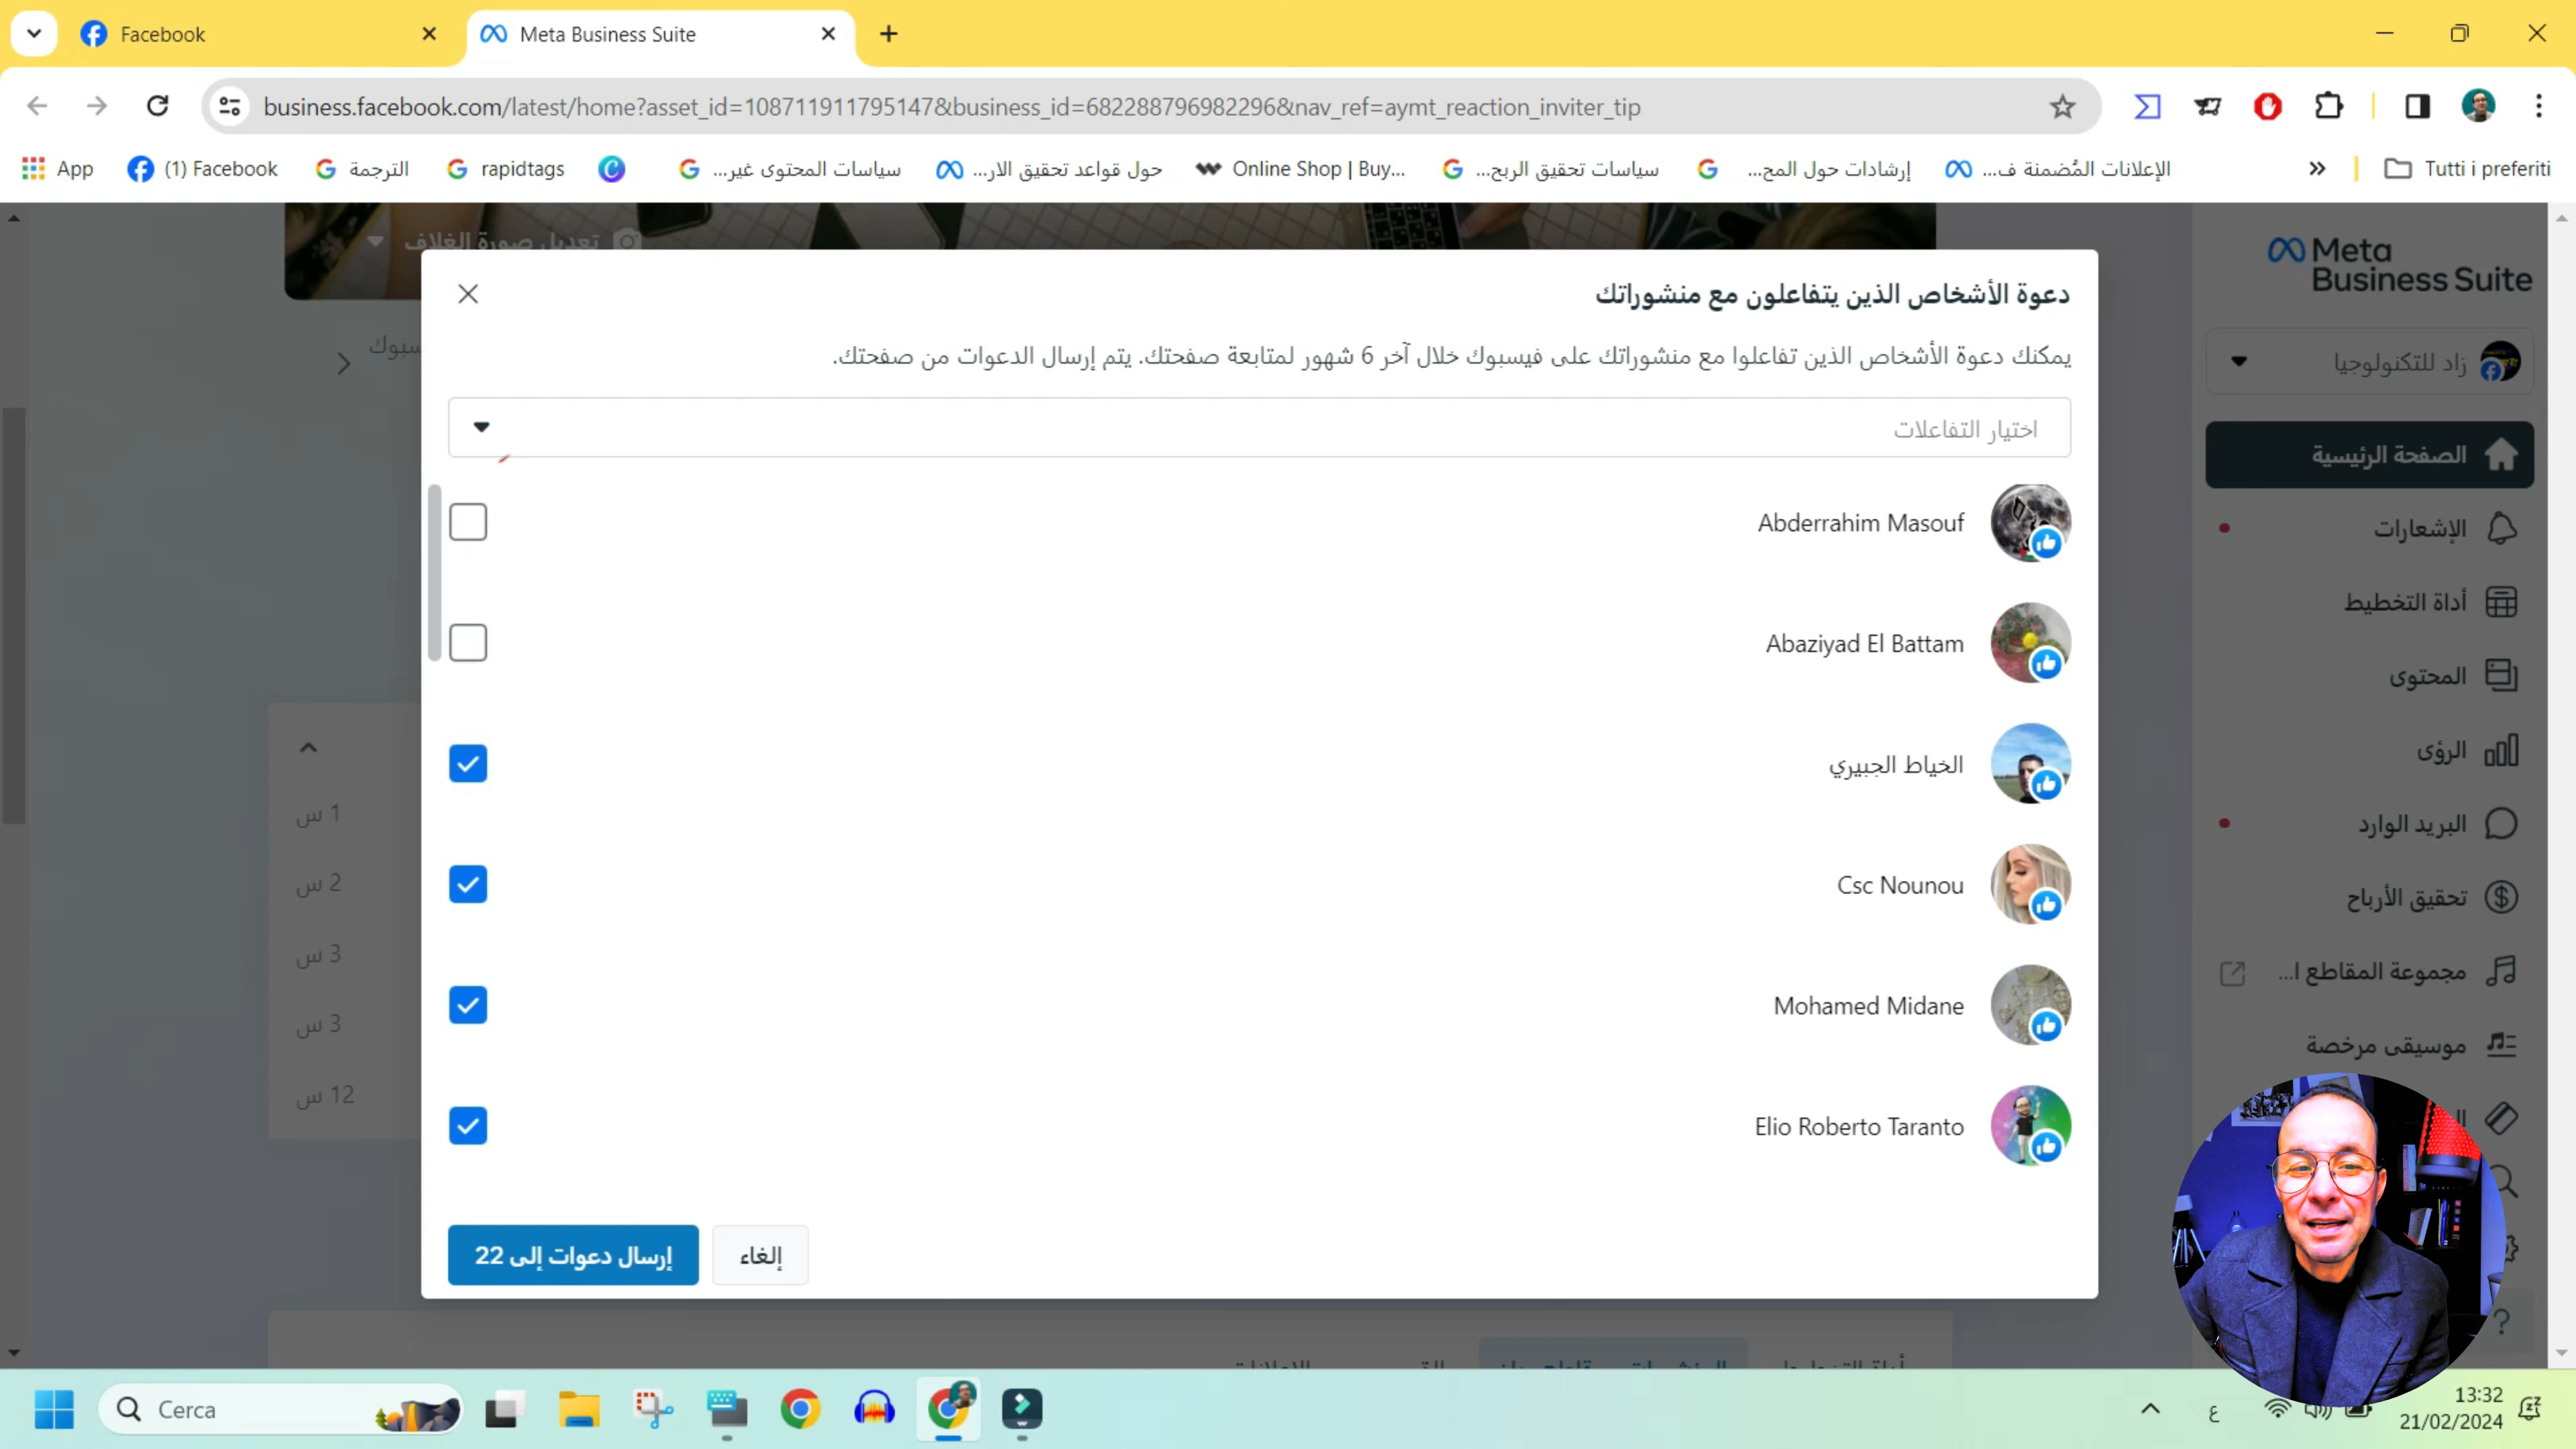 Facebook
Meta Business Suite
business.facebook.com/latest/home?asset_id=108711911795147&business_id=682288796982296&nav_ref=aymt_reaction_inviter_tip
App
(1) Facebook
الترجمة
rapidtags
سياسات المحتوى غير...
حول قواعد تحقيق الار...
Online Shop | Buy...
سياسات تحقيق الربح...
إرشادات حول المح...
الإعلانات المُضمنة ف...
Tutti i preferiti
تعديل صورة الغلاف
Meta
Business Suite
زاد للتكنولوجيا
الصفحة الرئيسية
الإشعارات
أداة التخطيط
المحتوى
الرؤى
البريد الوارد
تحقيق الأرباح
مجموعة المقاطع ا...
موسيقى مرخصة
دعوة الأشخاص الذين يتفاعلون مع منشوراتك
يمكنك دعوة الأشخاص الذين تفاعلوا مع منشوراتك على فيسبوك خلال آخر 6 شهور لمتابعة صفحتك. يتم إرسال الدعوات من صفحتك.
اختيار التفاعلات
Abderrahim Masouf
Abaziyad El Battam
الخياط الجبيري
Csc Nounou
Mohamed Midane
Elio Roberto Taranto
إلغاء
إرسال دعوات إلى 22
1 س
2 س
3 س
3 س
12 س
Cerca
ع
13:32
21/02/2024